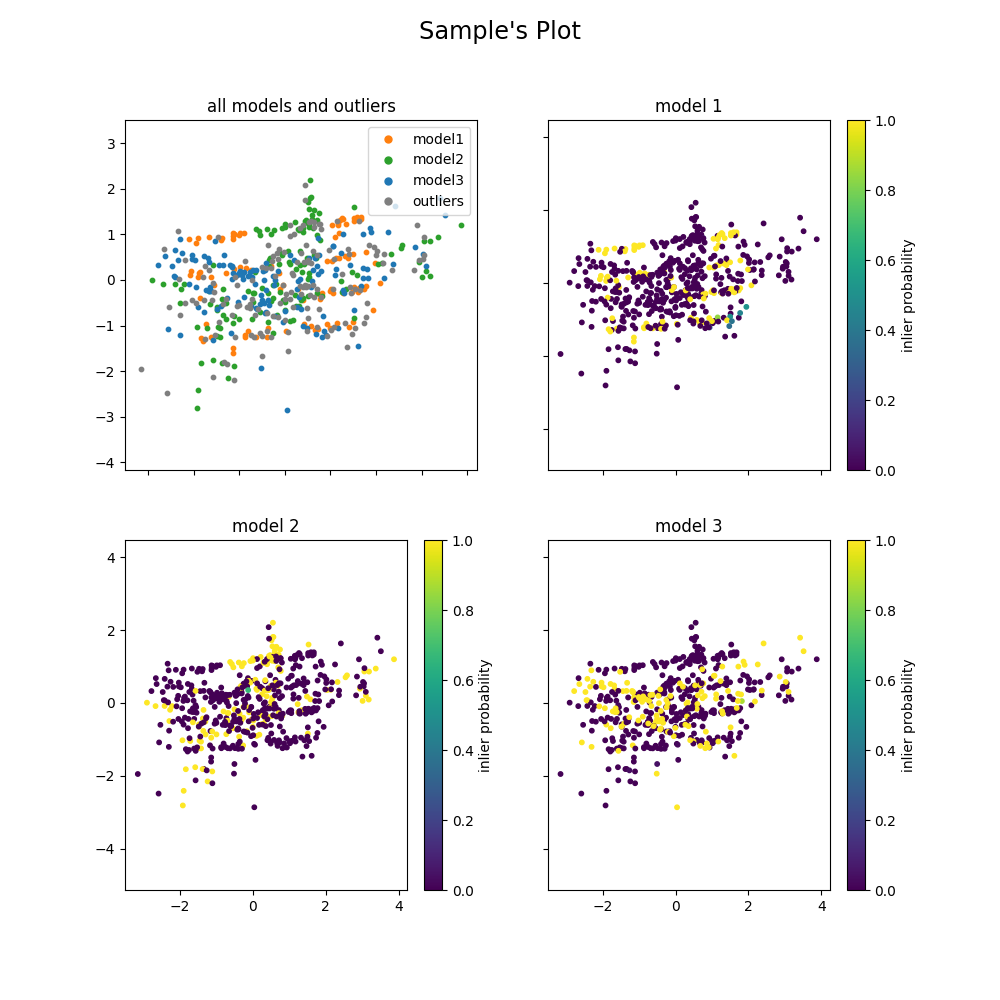 Sample's Plot
all models and outliers
model1
model2
model3
outliers
3
2
1
0
−1
−2
−3
−4
model 1
1.0
0.8
0.6
0.4
0.2
0.0
inlier probability
model 2
4
2
0
−2
−4
−2 0 2 4
1.0
0.8
0.6
0.4
0.2
0.0
inlier probability
model 3
−2 0 2 4
1.0
0.8
0.6
0.4
0.2
0.0
inlier probability